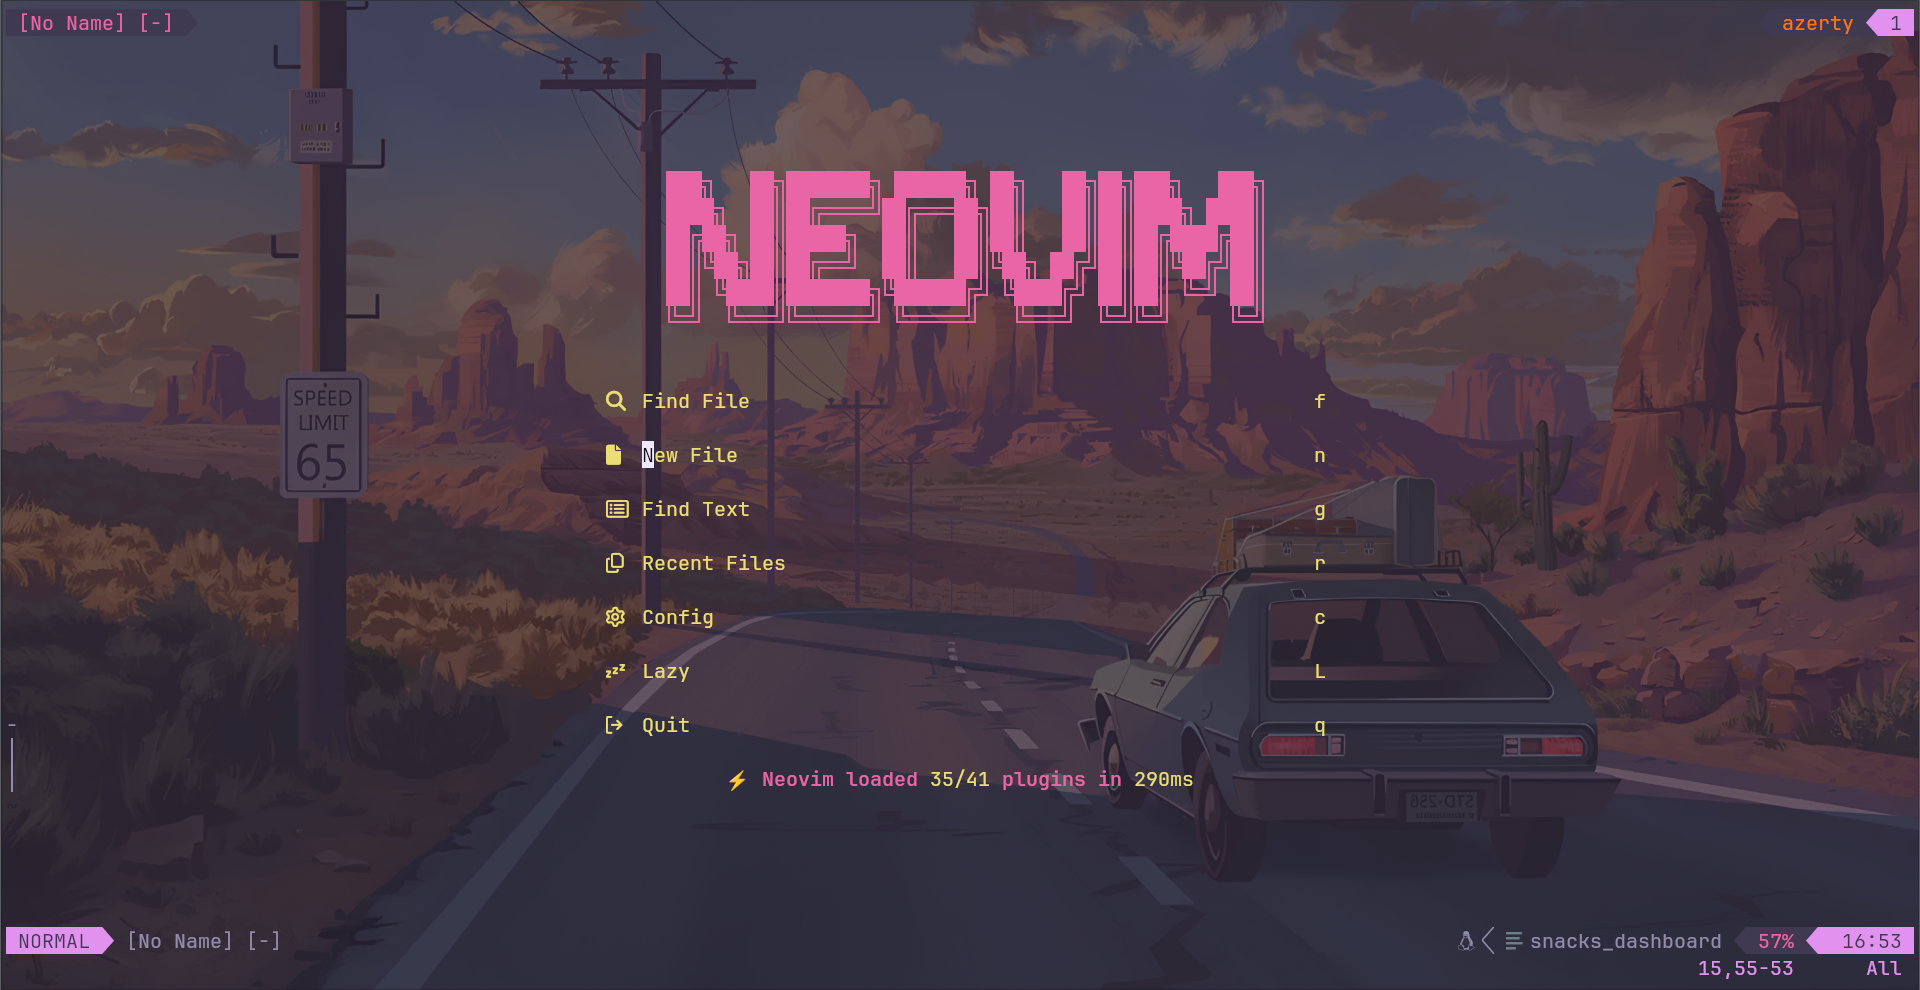 [No Name] [-]
azerty 1
NEOVIM
Find File f
New File n
Find Text g
Recent Files r
Config c
Lazy L
Quit q
⚡ Neovim loaded 35/41 plugins in 290ms
SPEED
LIMIT
65
NORMAL [No Name] [-]
snacks_dashboard 57% 16:53
15,55-53 All